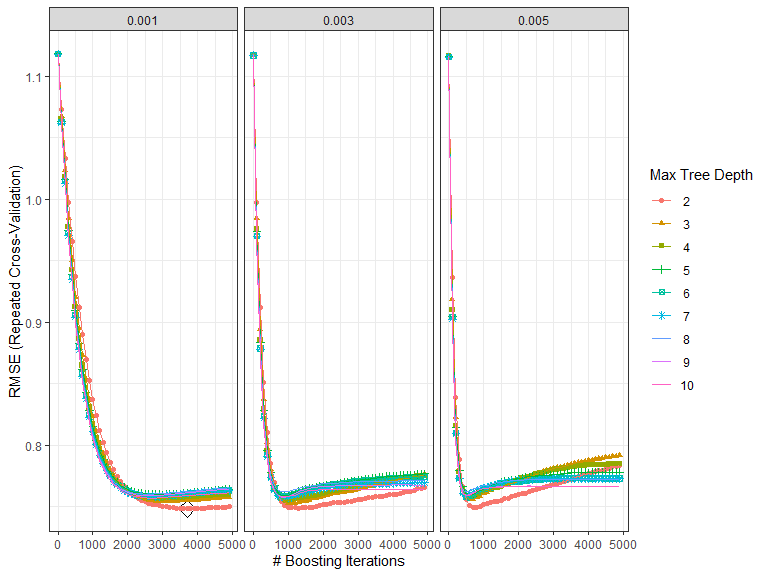 0.001 0.003 0.005
RMSE (Repeated Cross-Validation)
1.1
1.0
0.9
0.8
0 1000 2000 3000 4000 5000 0 1000 2000 3000 4000 5000 0 1000 2000 3000 4000 5000
# Boosting Iterations
Max Tree Depth
2
3
4
5
6
7
8
9
10